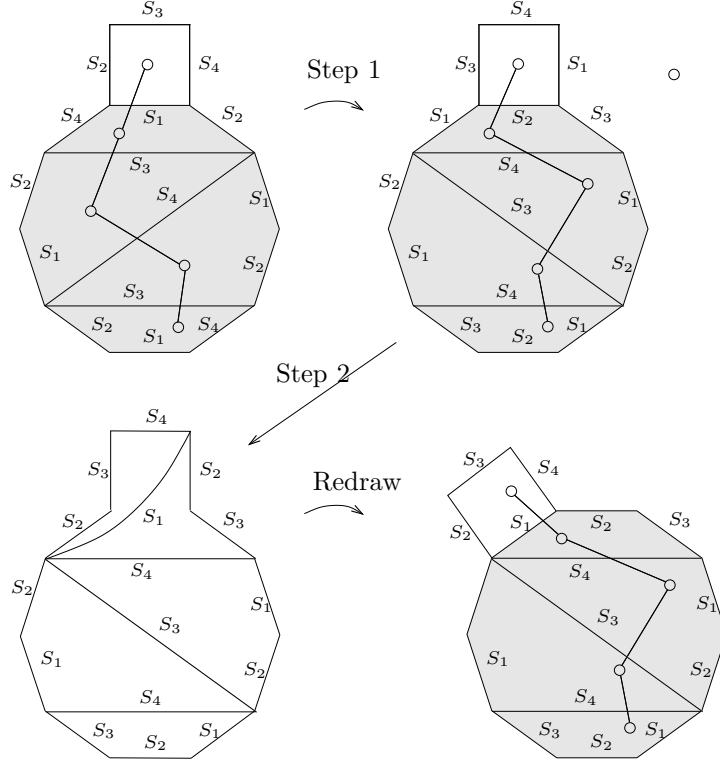 S₃
S₂ S₄
S₄ S₁ S₂
S₃
S₂ S₄ S₁
S₁ S₂
S₃
S₂ S₁ S₄
Step 1
S₄
S₃ S₁
S₁ S₂ S₃
S₄
S₂ S₃ S₁
S₁ S₂
S₄
S₃ S₂ S₁
Step 2
S₄
S₃ S₂
S₂ S₁ S₃
S₄
S₂ S₃ S₁
S₁ S₂
S₄
S₃ S₂ S₁
Redraw
S₃ S₄
S₂ S₁ S₂ S₃
S₄
S₃ S₁
S₁ S₂
S₄
S₃ S₂ S₁